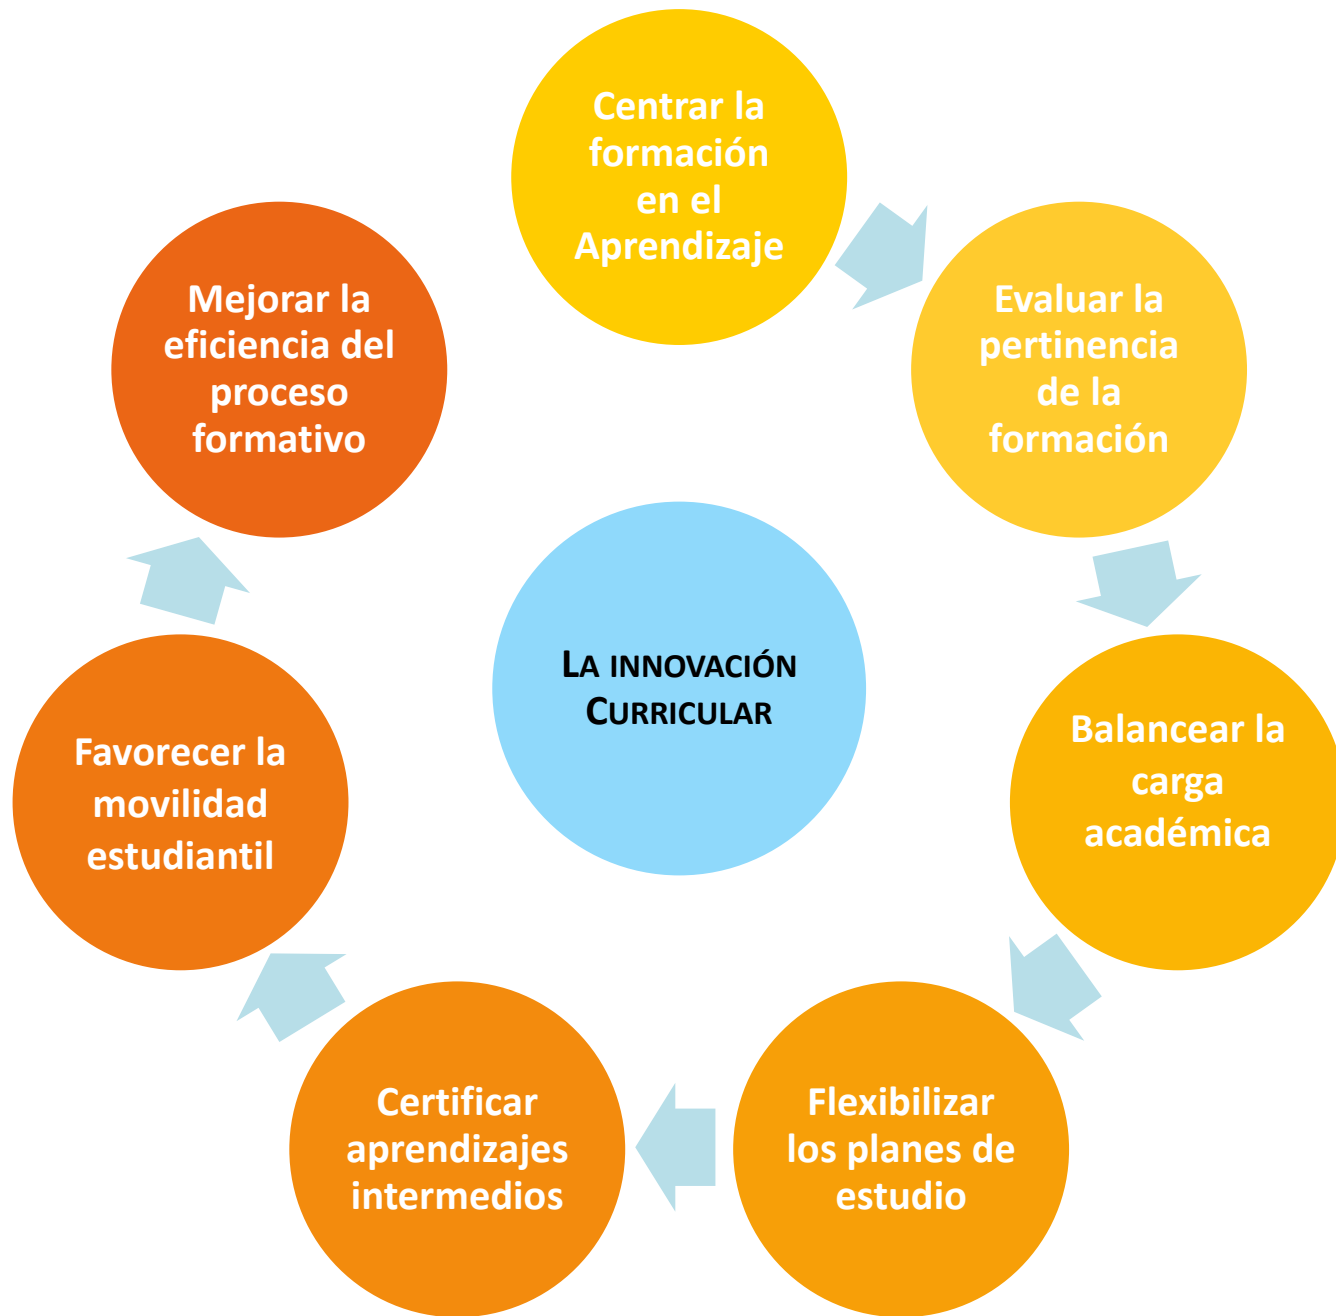 Centrar la
formación
en el
Aprendizaje
Evaluar la
pertinencia
de la
formación
Balancear la
carga
académica
Flexibilizar
los planes de
estudio
Certificar
aprendizajes
intermedios
Favorecer la
movilidad
estudiantil
Mejorar la
eficiencia del
proceso
formativo
LA INNOVACIÓN
CURRICULAR